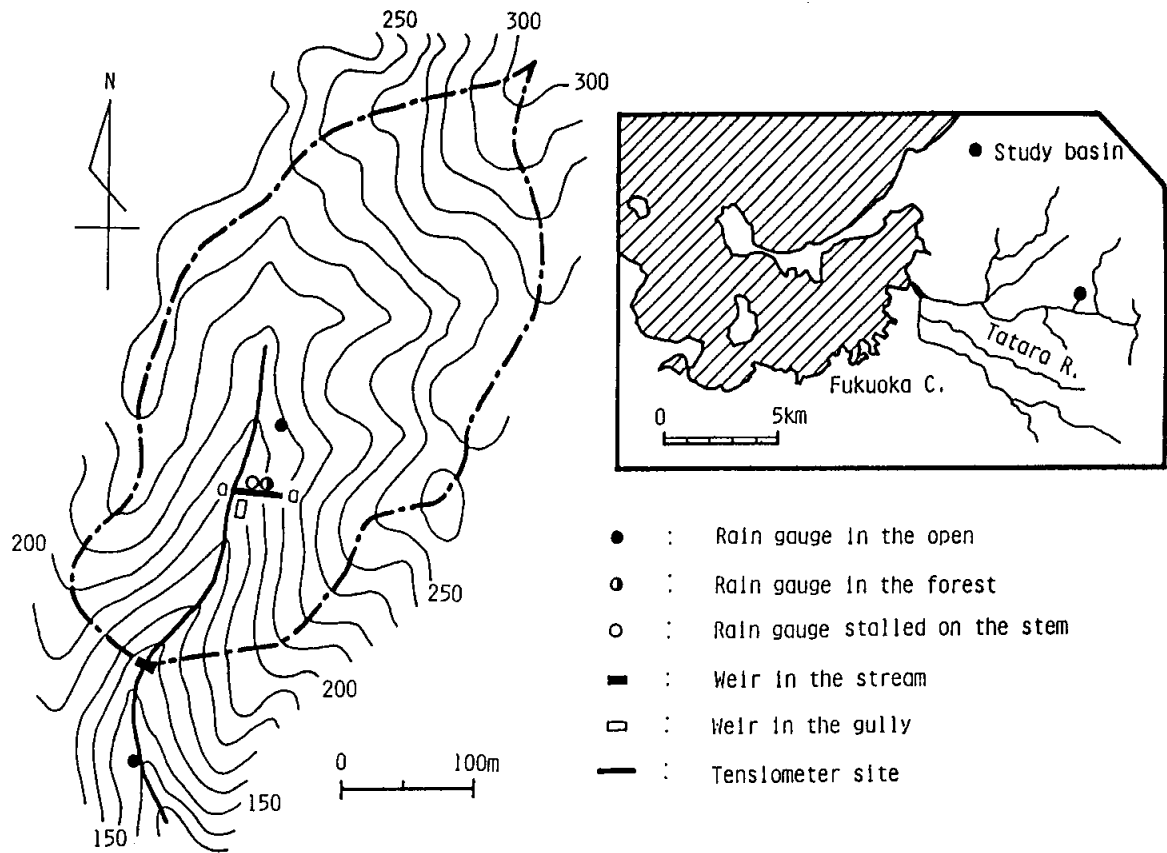 250
300
N
300
Study basin
Tatara R.
Fukuoka C.
0 5km
a a
200
250
200
0 100m
150
150
● : Rain gauge in the open
◑ : Rain gauge in the forest
○ : Rain gauge stalled on the stem
: Weir in the stream
: Weir in the gully
: Tensiometer site